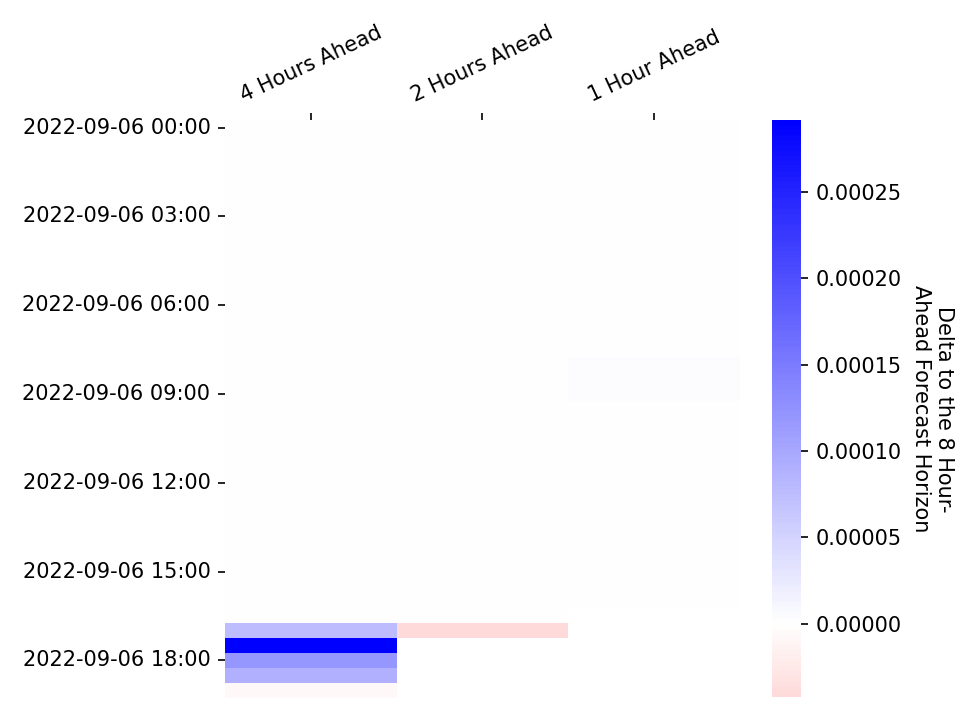 4 Hours Ahead
2 Hours Ahead
1 Hour Ahead
2022-09-06 00:00
2022-09-06 03:00
2022-09-06 06:00
2022-09-06 09:00
2022-09-06 12:00
2022-09-06 15:00
2022-09-06 18:00
0.00025
0.00020
0.00015
0.00010
0.00005
0.00000
Delta to the 8 Hour-
Ahead Forecast Horizon